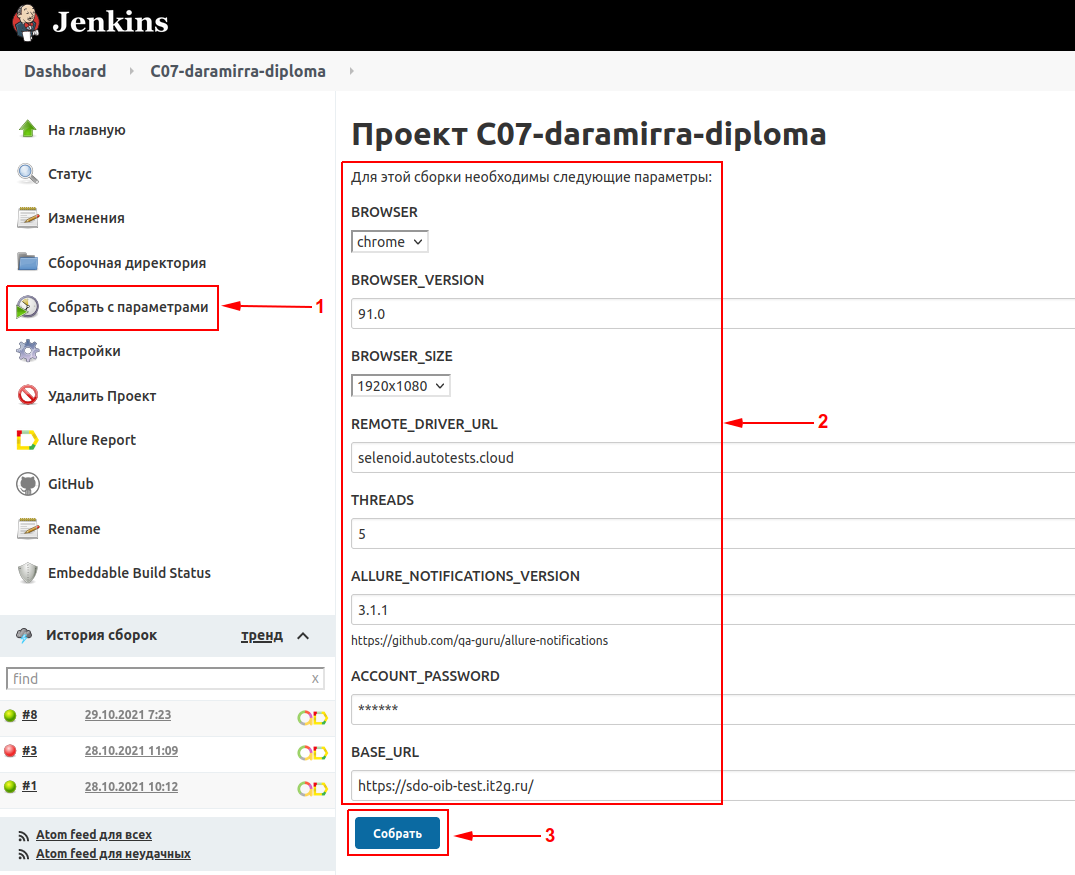 Jenkins
Dashboard
C07-daramirra-diploma
На главную
Статус
Изменения
Сборочная директория
Собрать с параметрами
1
Настройки
Удалить Проект
Allure Report
GitHub
Rename
Embeddable Build Status
История сборок
тренд
find
x
#8
29.10.2021 7:23
#3
28.10.2021 11:09
#1
28.10.2021 10:12
Atom feed для всех
Atom feed для неудачных
Проект C07-daramirra-diploma
Для этой сборки необходимы следующие параметры:
BROWSER
chrome
BROWSER_VERSION
91.0
BROWSER_SIZE
1920x1080
REMOTE_DRIVER_URL
2
selenoid.autotests.cloud
THREADS
5
ALLURE_NOTIFICATIONS_VERSION
3.1.1
https://github.com/qa-guru/allure-notifications
ACCOUNT_PASSWORD
******
BASE_URL
https://sdo-oib-test.it2g.ru/
Собрать
3